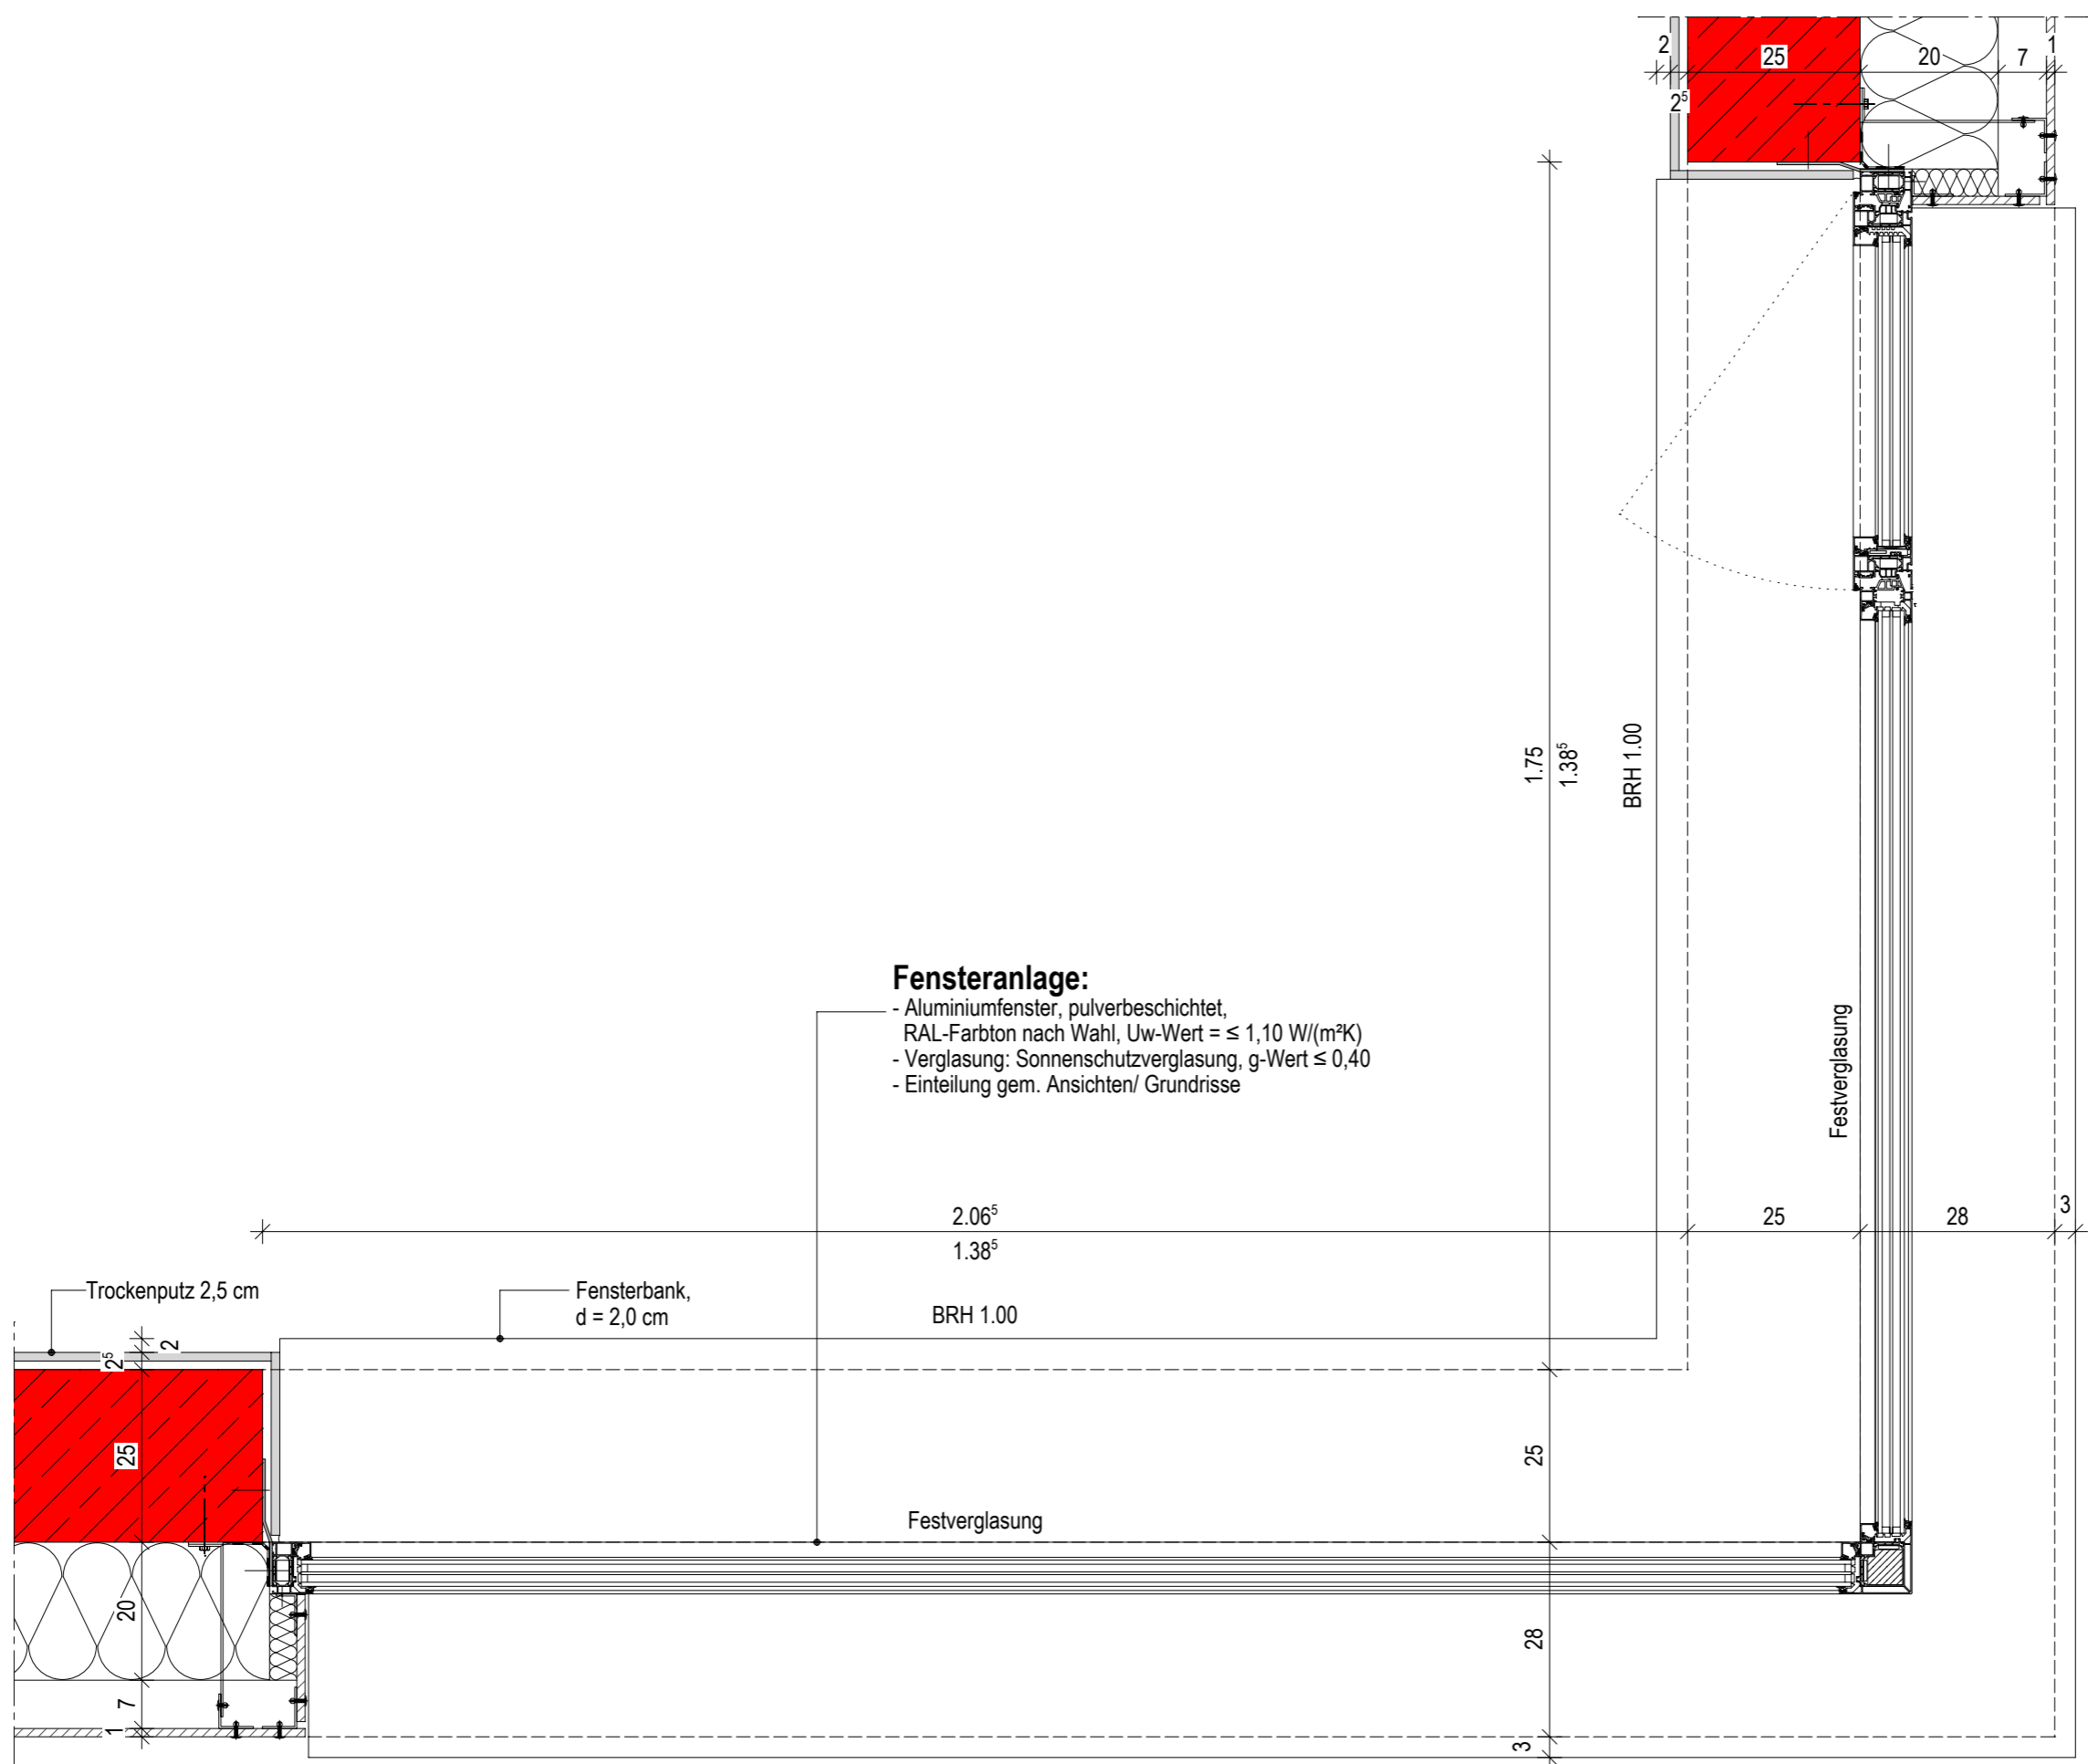 2
25
20
7
1
2⁵
1.75
1.38⁵
BRH 1.00
Fensteranlage:
- Aluminiumfenster, pulverbeschichtet,
RAL-Farbton nach Wahl, Uw-Wert = ≤ 1,10 W/(m²K)
- Verglasung: Sonnenschutzverglasung, g-Wert ≤ 0,40
- Einteilung gem. Ansichten/ Grundrisse
Festverglasung
2.06⁵
1.38⁵
25
28
3
Trockenputz 2,5 cm
Fensterbank,
d = 2,0 cm
BRH 1.00
2
2⁵
25
20
7
1
Festverglasung
25
28
3